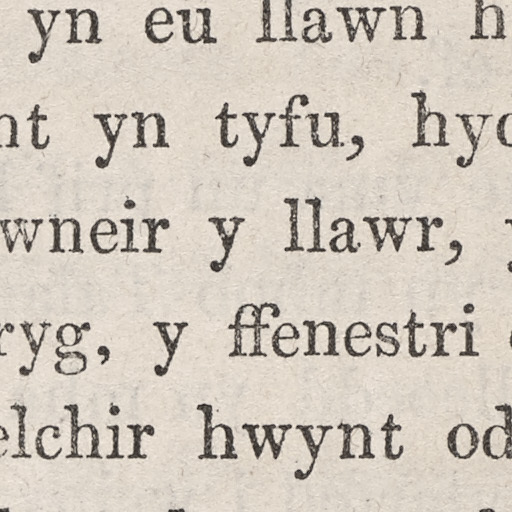 yn eu llawn h
nt yn tyfu, hyd
wneir y llawr, y
ryg, y ffenestri
elchir hwynt od